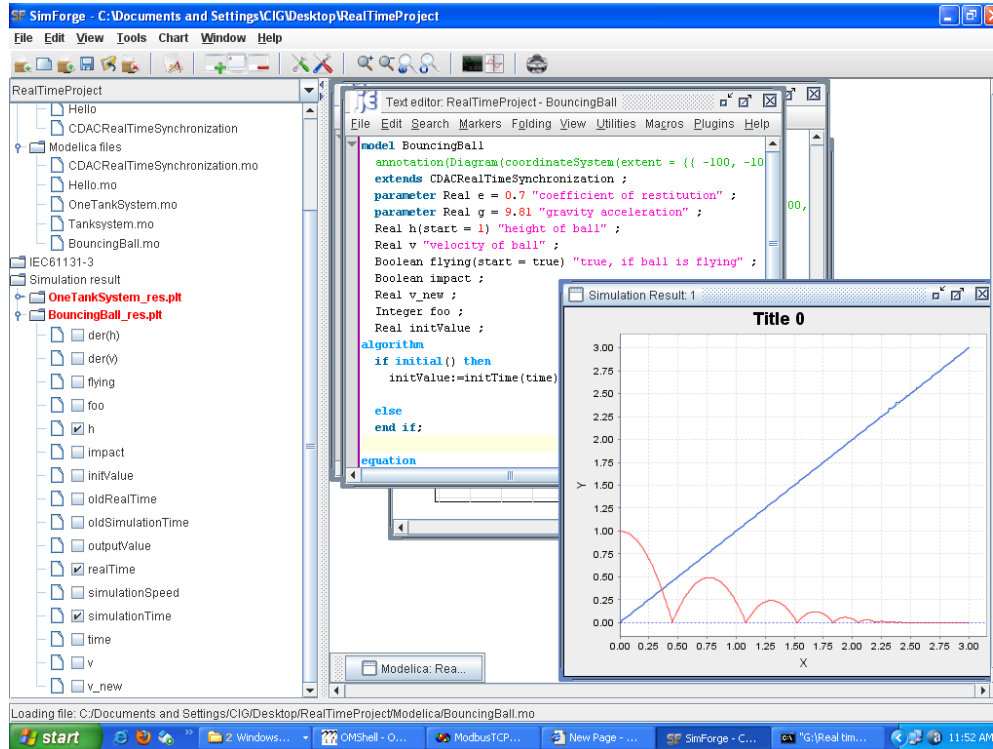 SF SimForge - C:\Documents and Settings\CIG\Desktop\RealTimeProject
File Edit View Tools Chart Window Help
RealTimeProject
Hello
CDACRealTimeSynchronization
Modelica files
CDACRealTimeSynchronization.mo
Hello.mo
OneTankSystem.mo
Tanksystem.mo
BouncingBall.mo
IEC61131-3
Simulation result
OneTankSystem_res.plt
BouncingBall_res.plt
der(h)
der(v)
flying
foo
h
impact
initValue
oldRealTime
oldSimulationTime
outputValue
realTime
simulationSpeed
simulationTime
time
v
v_new
Text editor: RealTimeProject - BouncingBall
File Edit Search Markers Folding View Utilities Macros Plugins Help
model BouncingBall
annotation(Diagram(coordinateSystem(extent = {{ -100, -10
extends CDACRealTimeSynchronization ;
parameter Real e = 0.7 "coefficient of restitution" ;
parameter Real g = 9.81 "gravity acceleration" ;
00,
Real h(start = 1) "height of ball" ;
Real v "velocity of ball" ;
Boolean flying(start = true) "true, if ball is flying" ;
Boolean impact ;
Real v_new ;
Integer foo ;
Real initValue ;
algorithm
if initial() then
initValue:=initTime(time)
else
end if;
equation
Simulation Result: 1
Title 0
3.00
2.75
2.50
2.25
2.00
1.75
1.50
1.25
1.00
0.75
0.50
0.25
0.00
Y
0.00 0.25 0.50 0.75 1.00 1.25 1.50 1.75 2.00 2.25 2.50 2.75 3.00
X
Modelica: Rea...
Loading file: C:/Documents and Settings/CIG/Desktop/RealTimeProject/Modelica/BouncingBall.mo
start
2 Windows...
OMShell - O...
ModbusTCP...
New Page - ...
SF SimForge - C...
"G:\Real tim...
11:52 AM